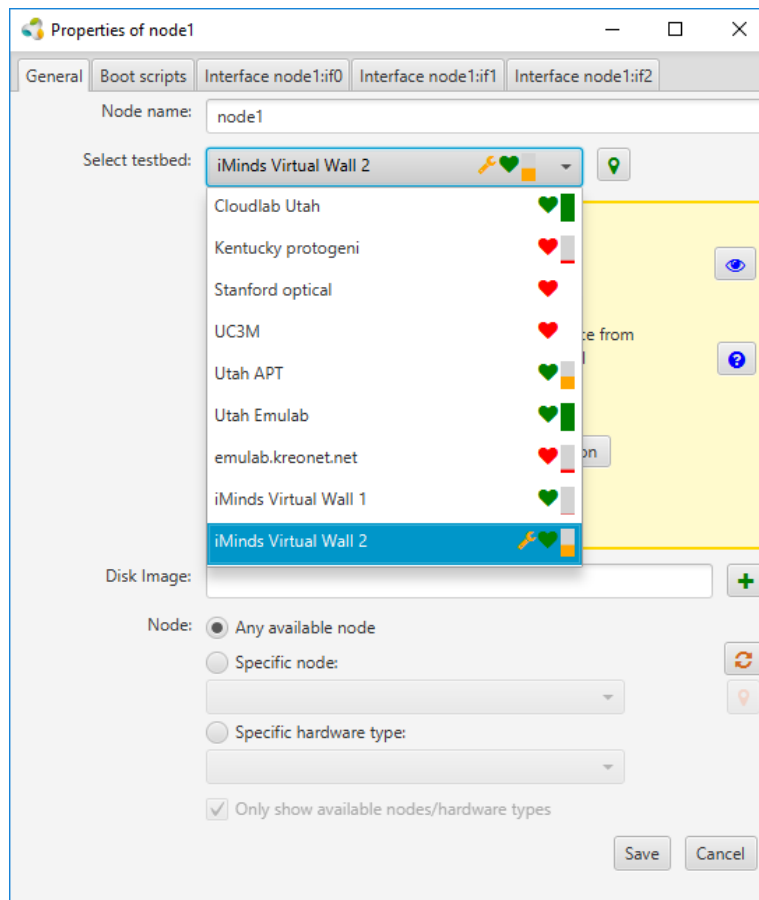 Properties of node1
General Boot scripts Interface node1:if0 Interface node1:if1 Interface node1:if2
Node name: node1
Select testbed: iMinds Virtual Wall 2
Cloudlab Utah
Kentucky protogeni
Stanford optical
UC3M
from
Utah APT
Utah Emulab
emulab.kreonet.net
iMinds Virtual Wall 1
iMinds Virtual Wall 2
Disk Image:
Node: Any available node
Specific node:
Specific hardware type:
Only show available nodes/hardware types
Save Cancel